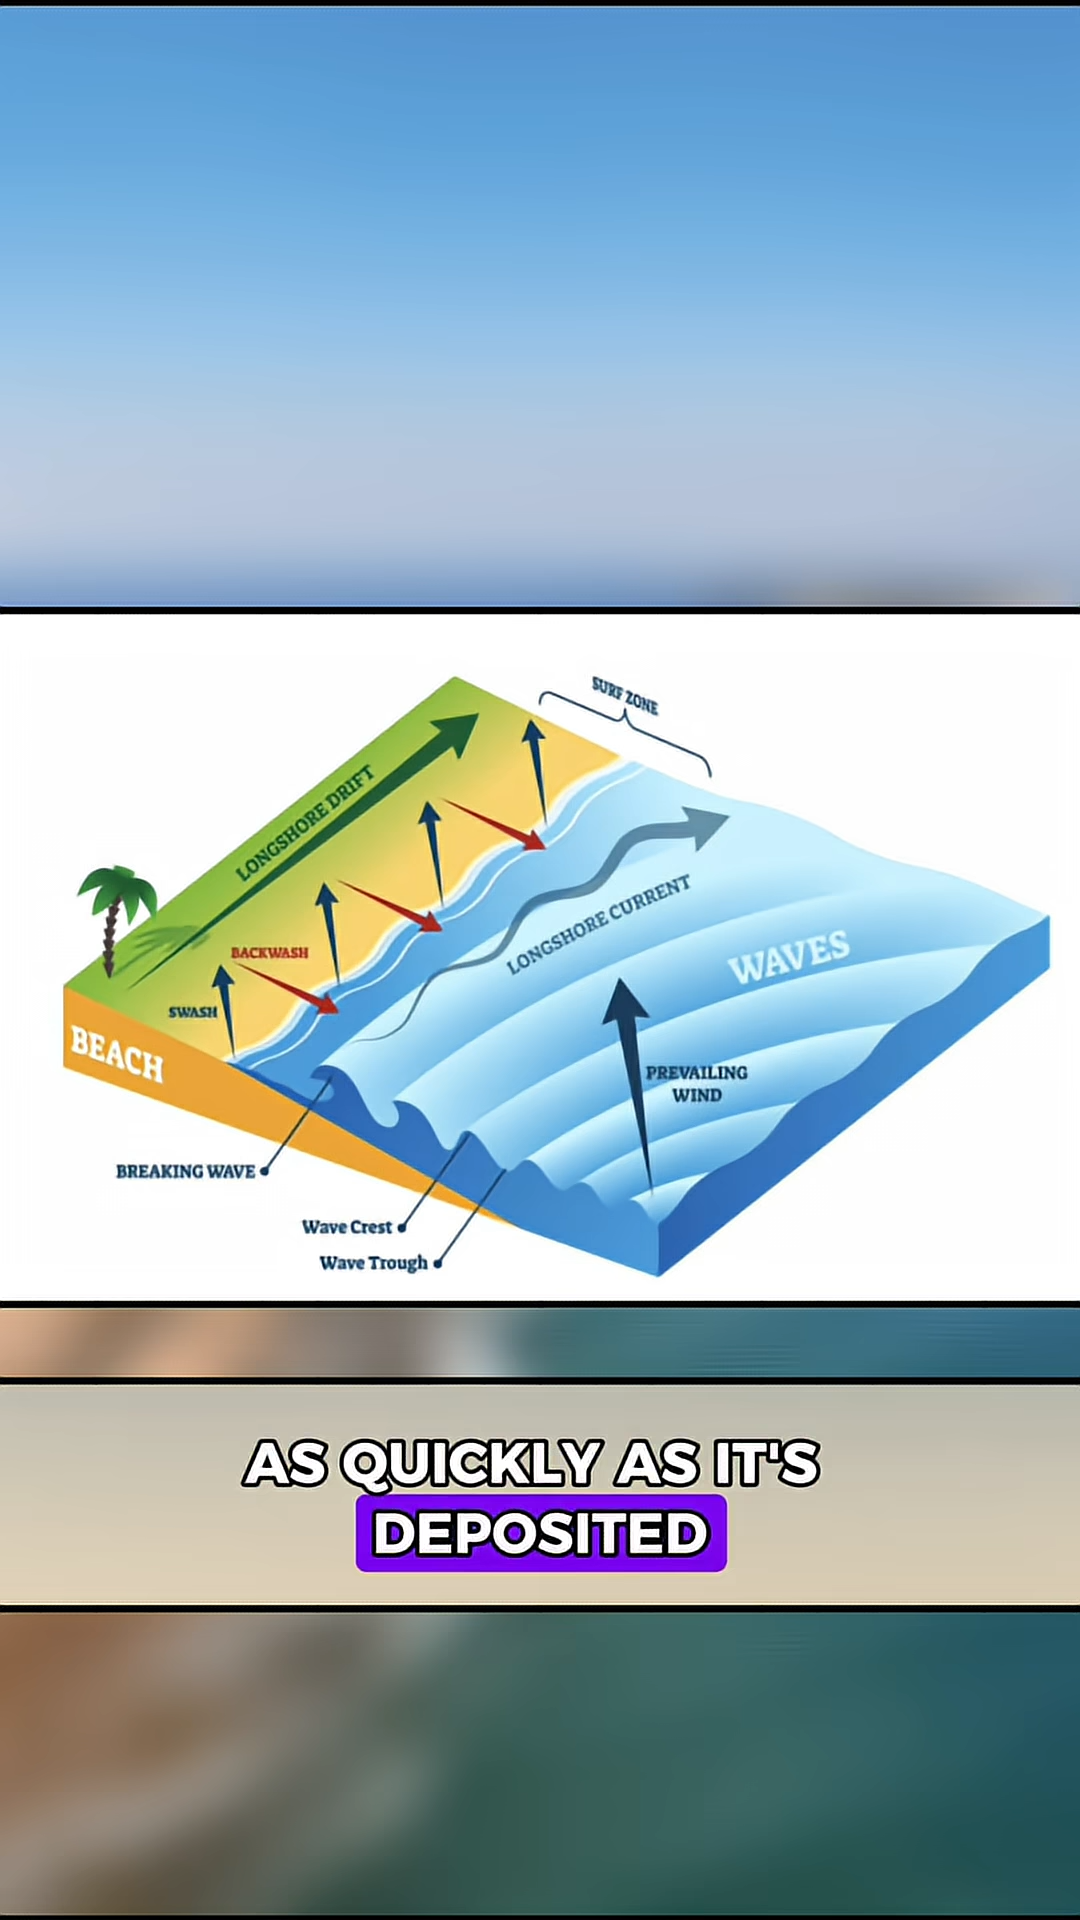 SURF ZONE
LONGSHORE DRIFT
LONGSHORE CURRENT
BACKWASH
WAVES
SWASH
BEACH
PREVAILING
WIND
BREAKING WAVE
Wave Crest
Wave Trough
AS QUICKLY AS IT'S
DEPOSITED